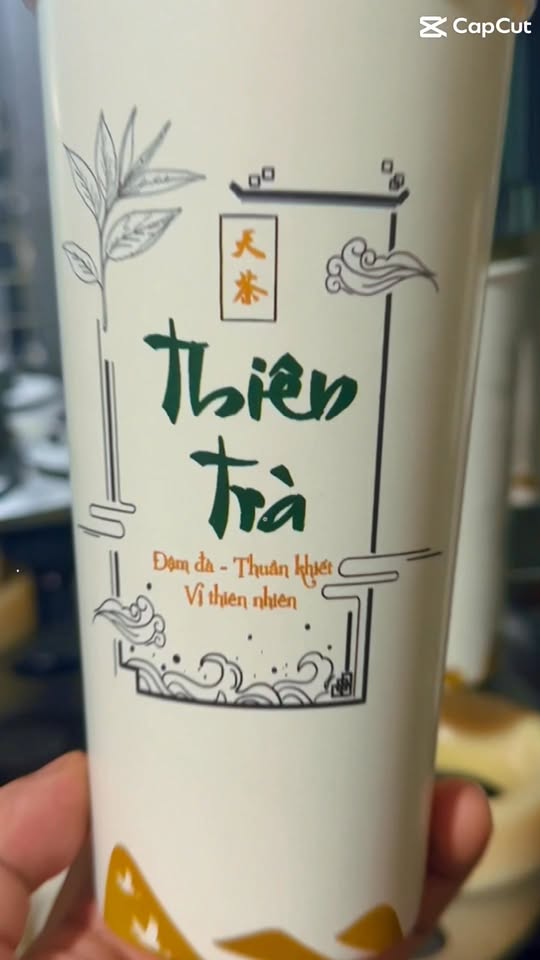 CapCut
天
茶
Thiên
Trà
Đậm đà - Thuần khiết
Vị thiên nhiên